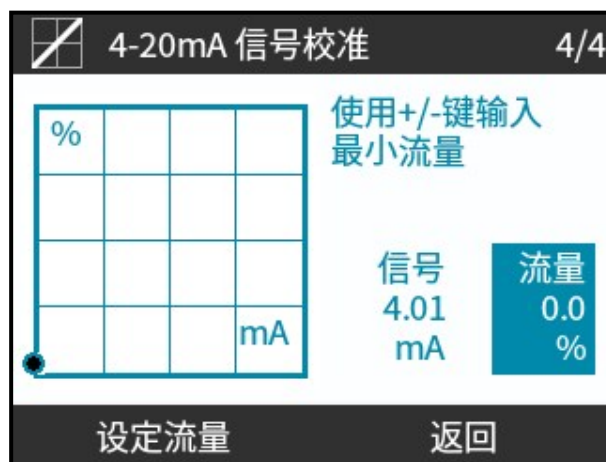 4-20mA 信号校准 4/4
使用+/-键输入
最小流量
%
mA
信号
4.01
mA
流量
0.0
%
设定流量 返回